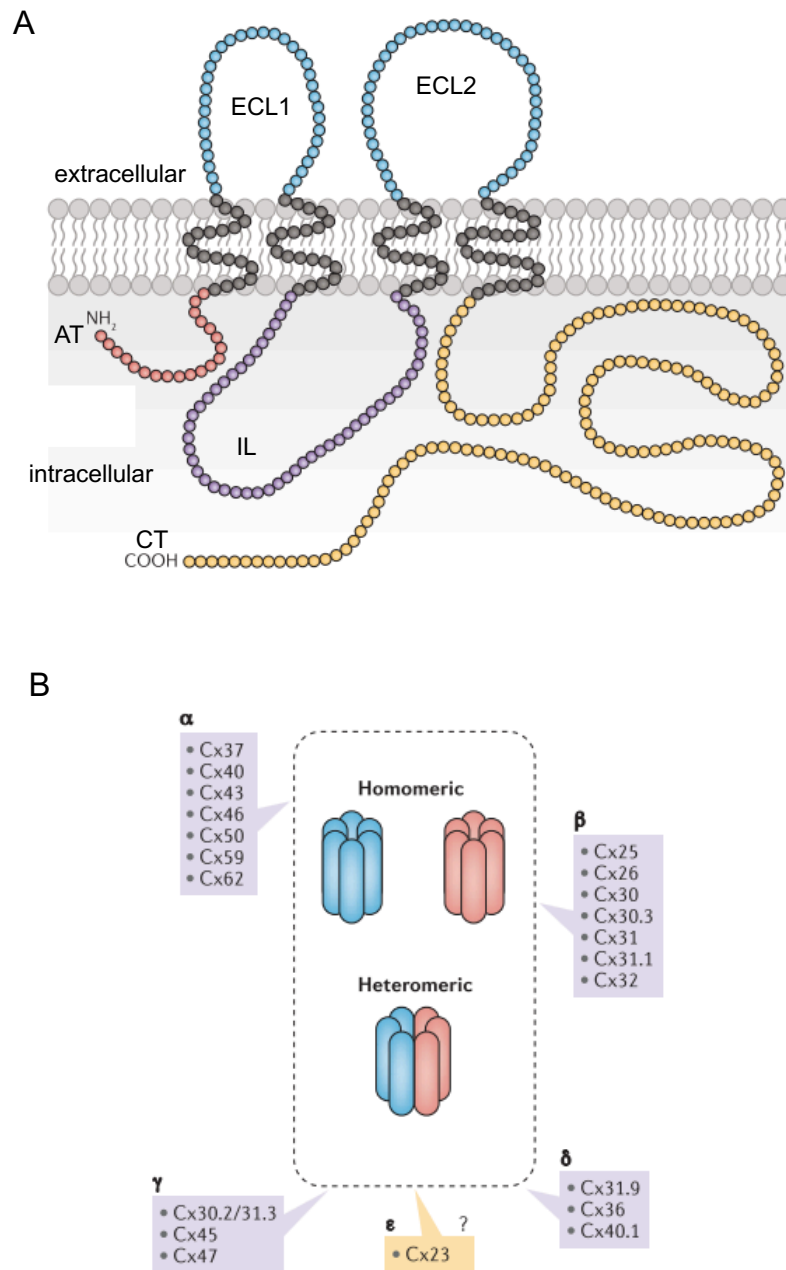 A
ECL1
ECL2
extracellular
NH₂
AT
IL
intracellular
CT
COOH
B
α
• Cx37
• Cx40
• Cx43
• Cx46
• Cx50
• Cx59
• Cx62
Homomeric
β
• Cx25
• Cx26
• Cx30
• Cx30.3
• Cx31
• Cx31.1
• Cx32
Heteromeric
γ
• Cx30.2/31.3
• Cx45
• Cx47
ε ?
• Cx23
δ
• Cx31.9
• Cx36
• Cx40.1